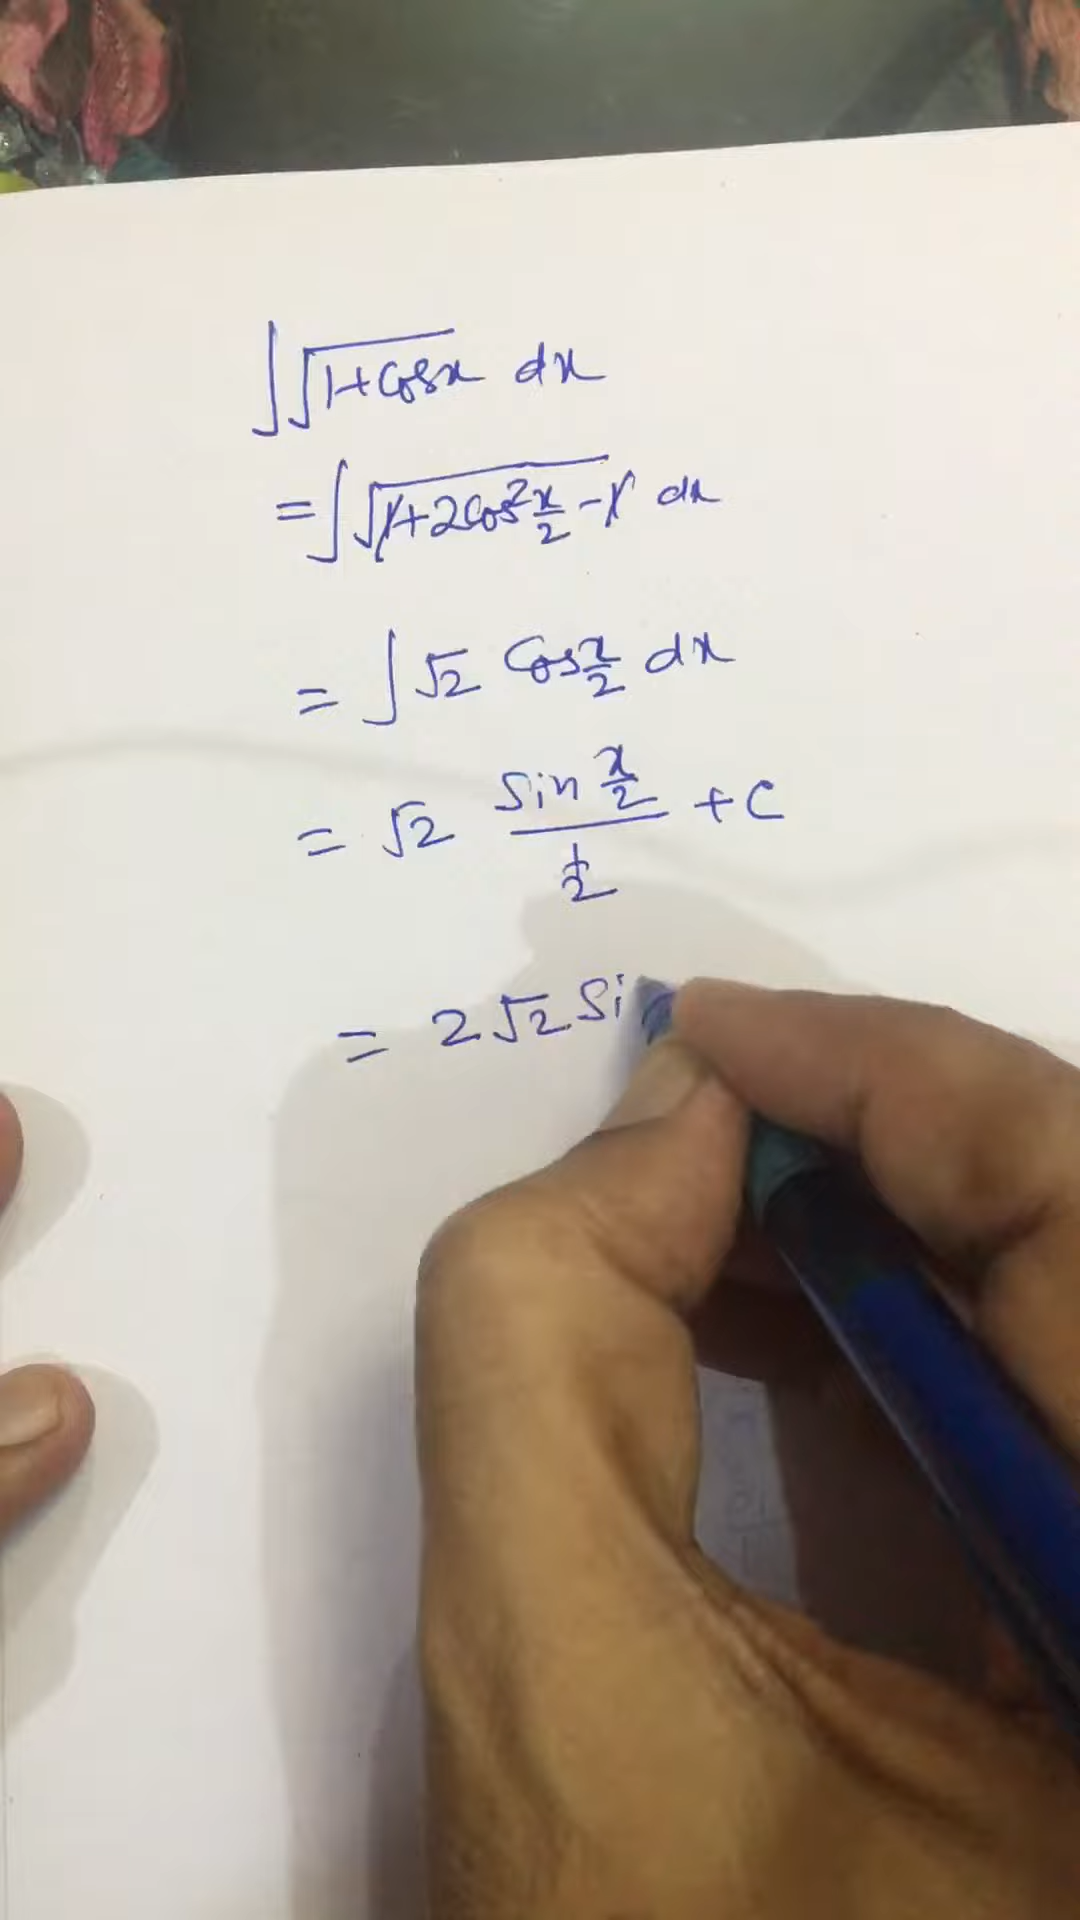 ∫√(1+Cosx) dx
= ∫√(1+2Cos²x/2 -1) dx
= ∫√2 Cos x/2 dx
= √2 (Sin x/2)/(1/2) + C
= 2√2 Si